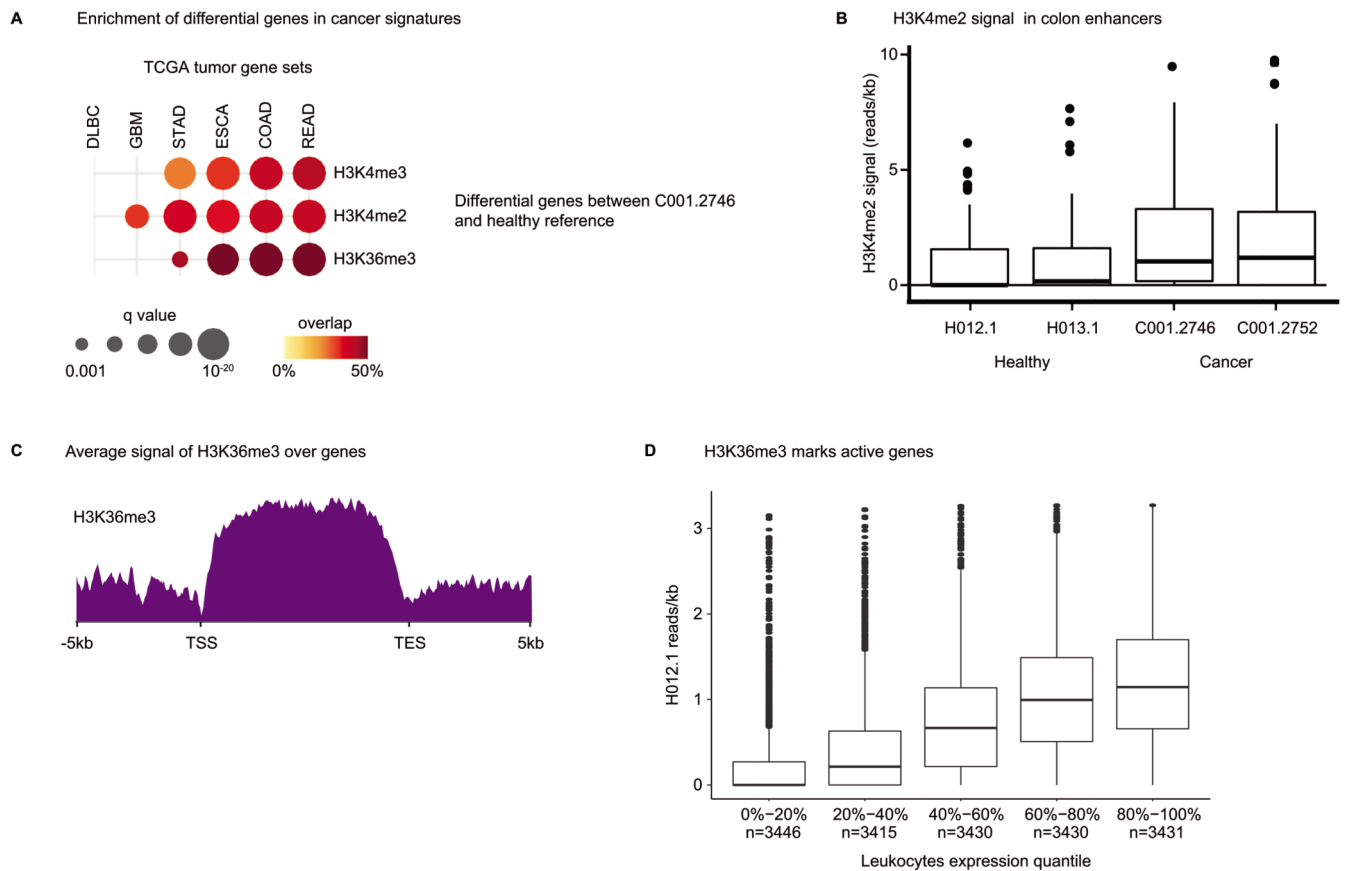 A Enrichment of differential genes in cancer signatures
TCGA tumor gene sets
DLBC
GBM
STAD
ESCA
COAD
READ
H3K4me3
H3K4me2
H3K36me3
Differential genes between C001.2746
and healthy reference
q value
0.001 10⁻²⁰
overlap
0% 50%
B H3K4me2 signal in colon enhancers
H3K4me2 signal (reads/kb)
10
5
0
H012.1 H013.1 C001.2746 C001.2752
Healthy Cancer
C Average signal of H3K36me3 over genes
H3K36me3
-5kb TSS TES 5kb
D H3K36me3 marks active genes
H012.1 reads/kb
3
2
1
0
0%−20% 20%−40% 40%−60% 60%−80% 80%−100%
n=3446 n=3415 n=3430 n=3430 n=3431
Leukocytes expression quantile